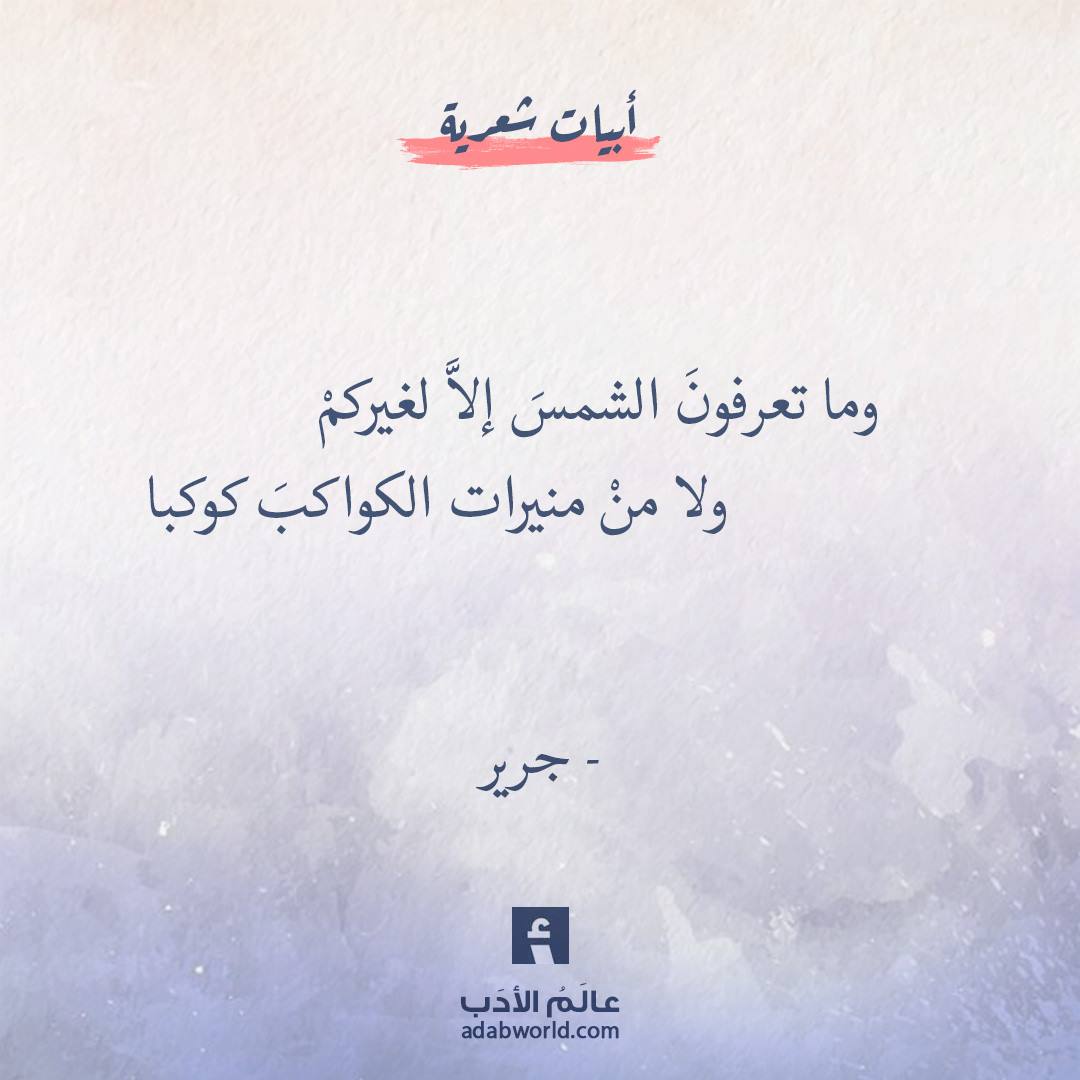 أبيات شعرية
وما تعرفونَ الشمسَ إلاَّ لغيركمْ
ولا منْ منيرات الكواكبَ كوكبا
- جرير
أ
عالَمُ الأدَب
adabworld.com